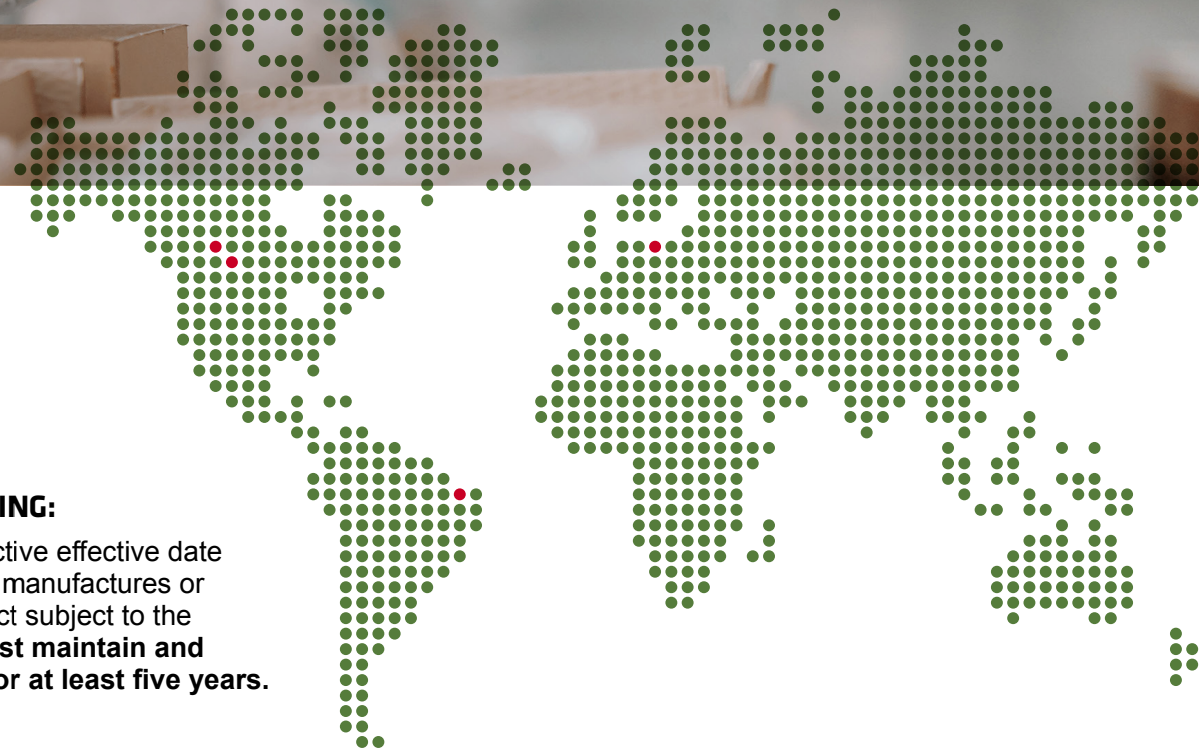 ING:
ctive effective date
manufactures or
ct subject to the
st maintain and
or at least five years.